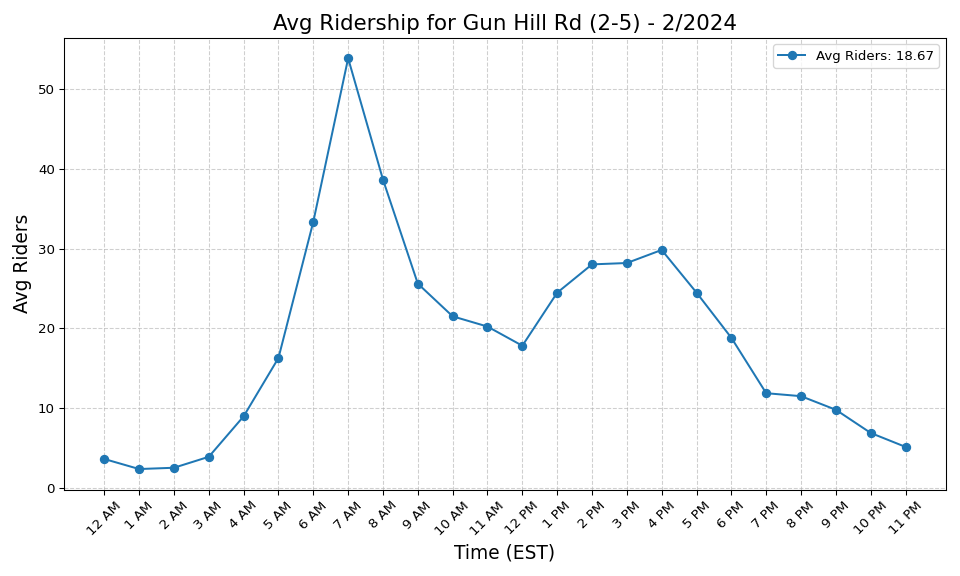 Avg Ridership for Gun Hill Rd (2-5) - 2/2024
Avg Riders: 18.67
Avg Riders
50
40
30
20
10
0
12 AM
1 AM
2 AM
3 AM
4 AM
5 AM
6 AM
7 AM
8 AM
9 AM
10 AM
11 AM
12 PM
1 PM
2 PM
3 PM
4 PM
5 PM
6 PM
7 PM
8 PM
9 PM
10 PM
11 PM
Time (EST)